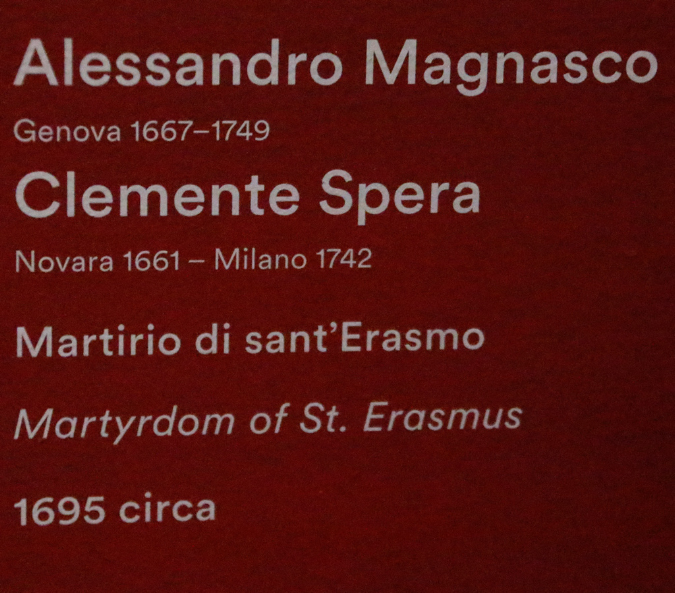 Alessandro Magnasco
Genova 1667–1749
Clemente Spera
Novara 1661 – Milano 1742
Martirio di sant’Erasmo
Martyrdom of St. Erasmus
1695 circa